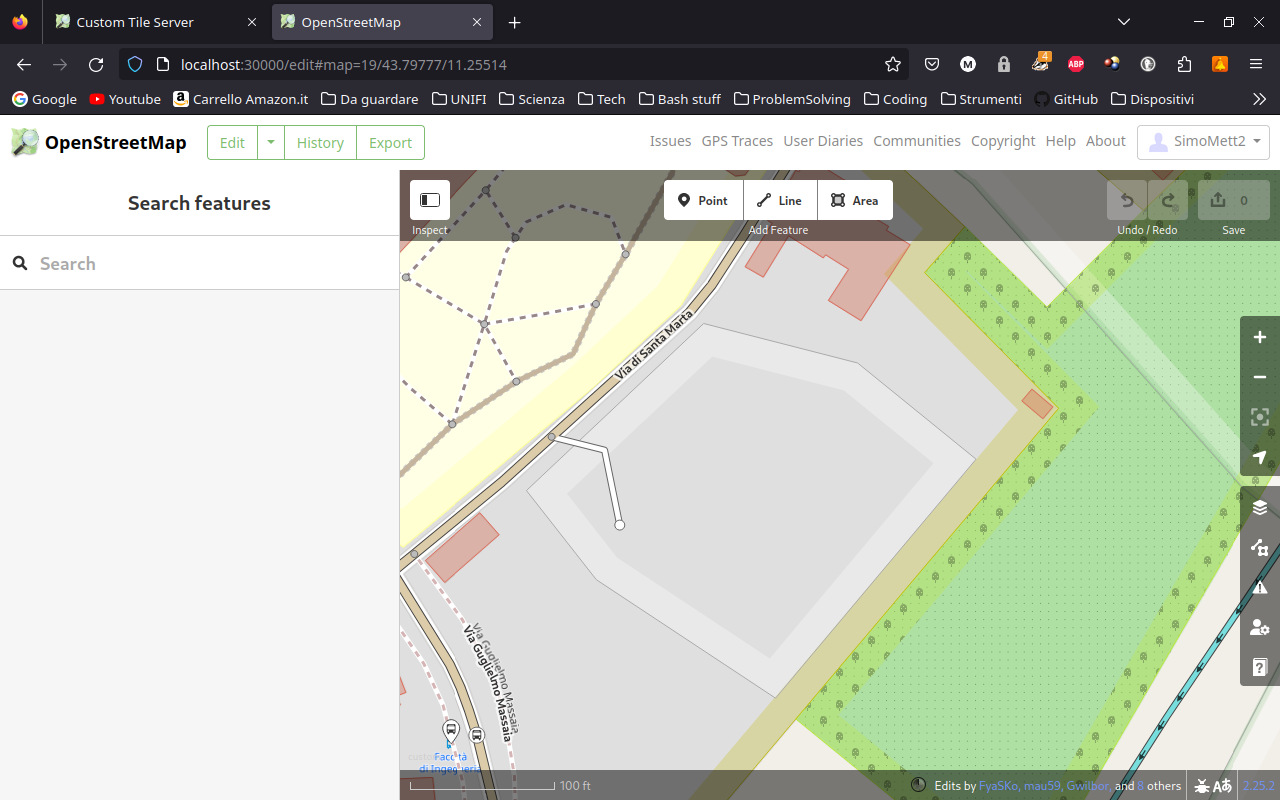 Custom Tile Server
OpenStreetMap
localhost:30000/edit#map=19/43.79777/11.25514
4
M
ABP
Google
Youtube
Carrello Amazon.it
Da guardare
UNIFI
Scienza
Tech
Bash stuff
ProblemSolving
Coding
Strumenti
GitHub
Dispositivi
OpenStreetMap
Edit
History
Export
Issues
GPS Traces
User Diaries
Communities
Copyright
Help
About
SimoMett2
Search features
Search
Inspect
Point
Line
Area
Add Feature
Undo / Redo
0
Save
Via di Santa Marta
Via Guglielmo Massaia
Via Guglielmo Massaia
Facoltà
di Ingegneria
100 ft
Edits by FyaSKo, mau59, Gwilbor, and 8 others
2.25.2